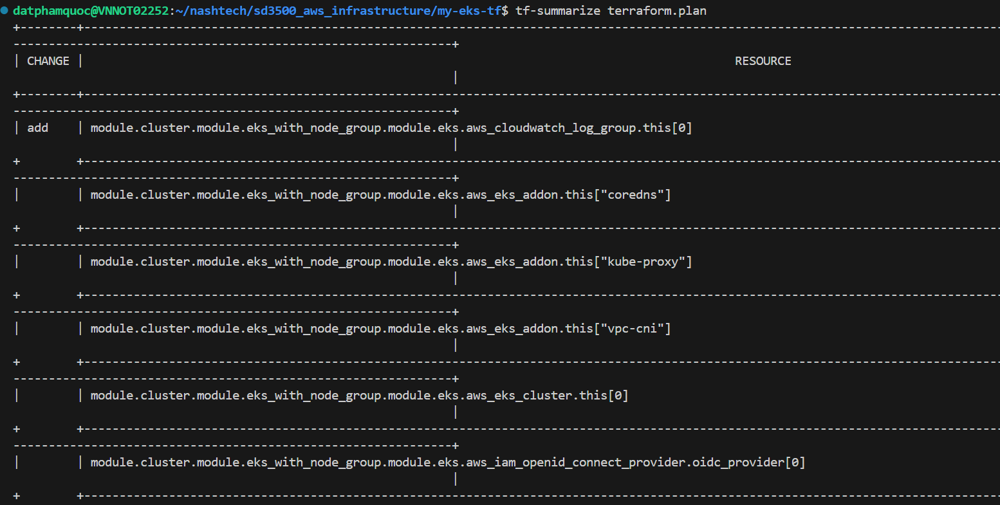 datphamquoc@VNNOT02252:~/nashtech/sd3500_aws_infrastructure/my-eks-tf$ tf-summarize terraform.plan
| CHANGE | RESOURCE |
| add | module.cluster.module.eks_with_node_group.module.eks.aws_cloudwatch_log_group.this[0] |
| | module.cluster.module.eks_with_node_group.module.eks.aws_eks_addon.this["coredns"] |
| | module.cluster.module.eks_with_node_group.module.eks.aws_eks_addon.this["kube-proxy"] |
| | module.cluster.module.eks_with_node_group.module.eks.aws_eks_addon.this["vpc-cni"] |
| | module.cluster.module.eks_with_node_group.module.eks.aws_eks_cluster.this[0] |
| | module.cluster.module.eks_with_node_group.module.eks.aws_iam_openid_connect_provider.oidc_provider[0] |